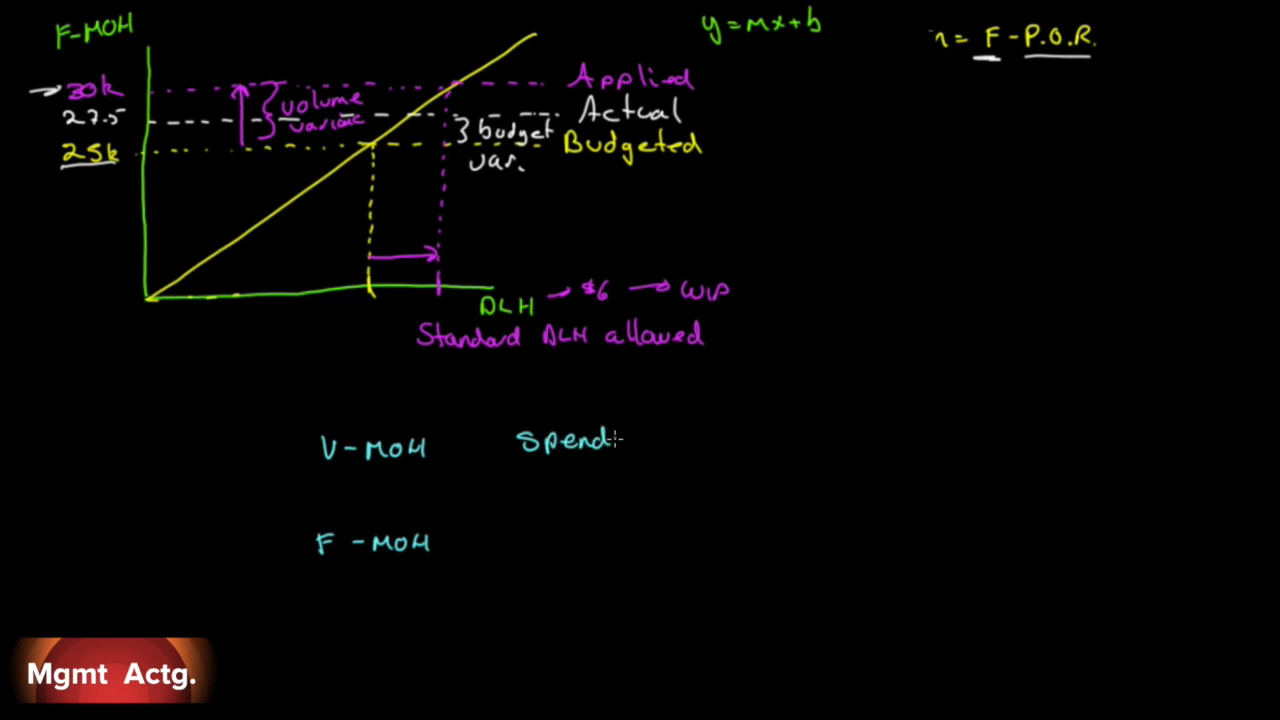 F-MOH
y = mx + b
= F - P.O.R.
30k
volume
variance
Applied
27.5
Actual
25k
} budget
var.
Budgeted
DLH → $6 → WIP
Standard DLH allowed
V-MOH Spend
F-MOH
Mgmt Actg.